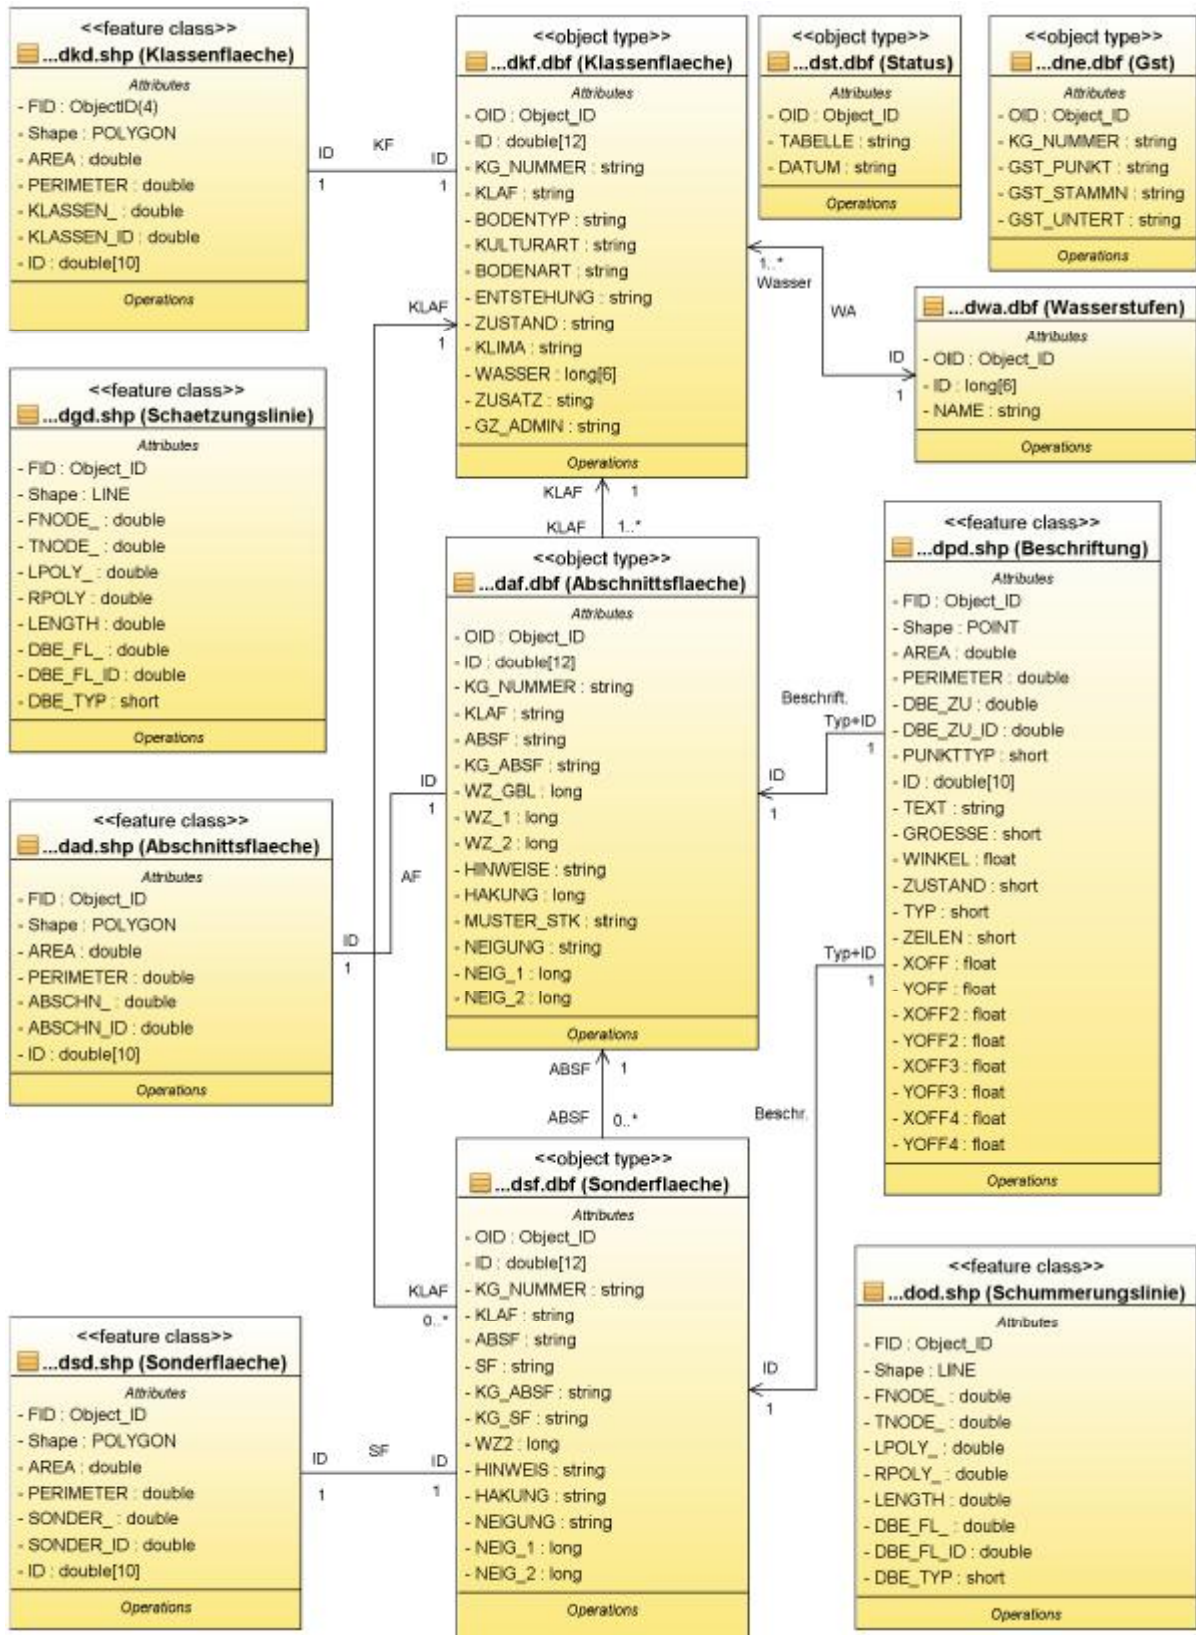 <<feature class>>
...dkd.shp (Klassenflaeche)
Attributes
- FID : ObjectID(4)
- Shape : POLYGON
- AREA : double
- PERIMETER : double
- KLASSEN_ : double
- KLASSEN_ID : double
- ID : double[10]
Operations
ID
1
KF
ID
1
<<object type>>
...dkf.dbf (Klassenflaeche)
Attributes
- OID : Object_ID
- ID : double[12]
- KG_NUMMER : string
- KLAF : string
- BODENTYP : string
- KULTURART : string
- BODENART : string
- ENTSTEHUNG : string
- ZUSTAND : string
- KLIMA : string
- WASSER : long[6]
- ZUSATZ : sting
- GZ_ADMIN : string
Operations
<<object type>>
...dst.dbf (Status)
Attributes
- OID : Object_ID
- TABELLE : string
- DATUM : string
Operations
<<object type>>
...dne.dbf (Gst)
Attributes
- OID : Object_ID
- KG_NUMMER : string
- GST_PUNKT : string
- GST_STAMMN : string
- GST_UNTERT : string
Operations
1..*
Wasser
WA
ID
1
...dwa.dbf (Wasserstufen)
Attributes
- OID : Object_ID
- ID : long[6]
- NAME : string
Operations
KLAF
1
<<feature class>>
...dgd.shp (Schaetzungslinie)
Attributes
- FID : Object_ID
- Shape : LINE
- FNODE_ : double
- TNODE_ : double
- LPOLY_ : double
- RPOLY : double
- LENGTH : double
- DBE_FL_ : double
- DBE_FL_ID : double
- DBE_TYP : short
Operations
KLAF 1
KLAF 1..*
<<object type>>
...daf.dbf (Abschnittsflaeche)
Attributes
- OID : Object_ID
- ID : double[12]
- KG_NUMMER : string
- KLAF : string
- ABSF : string
- KG_ABSF : string
- WZ_GBL : long
- WZ_1 : long
- WZ_2 : long
- HINWEISE : string
- HAKUNG : long
- MUSTER_STK : string
- NEIGUNG : string
- NEIG_1 : long
- NEIG_2 : long
Operations
<<feature class>>
...dpd.shp (Beschriftung)
Attributes
- FID : Object_ID
- Shape : POINT
- AREA : double
- PERIMETER : double
- DBE_ZU : double
- DBE_ZU_ID : double
- PUNKTTYP : short
- ID : double[10]
- TEXT : string
- GROESSE : short
- WINKEL : float
- ZUSTAND : short
- TYP : short
- ZEILEN : short
- XOFF : float
- YOFF : float
- XOFF2 : float
- YOFF2 : float
- XOFF3 : float
- YOFF3 : float
- XOFF4 : float
- YOFF4 : float
Operations
Beschrift.
Typ+ID
1
ID
1
ID
1
AF
ID
1
<<feature class>>
...dad.shp (Abschnittsflaeche)
Attributes
- FID : Object_ID
- Shape : POLYGON
- AREA : double
- PERIMETER : double
- ABSCHN_ : double
- ABSCHN_ID : double
- ID : double[10]
Operations
Typ+ID
1
Beschr.
ID
1
ABSF 1
ABSF 0..*
<<object type>>
...dsf.dbf (Sonderflaeche)
Attributes
- OID : Object_ID
- ID : double[12]
- KG_NUMMER : string
- KLAF : string
- ABSF : string
- SF : string
- KG_ABSF : string
- KG_SF : string
- WZ2 : long
- HINWEIS : string
- HAKUNG : string
- NEIGUNG : string
- NEIG_1 : long
- NEIG_2 : long
Operations
KLAF
0..*
<<feature class>>
...dsd.shp (Sonderflaeche)
Attributes
- FID : Object_ID
- Shape : POLYGON
- AREA : double
- PERIMETER : double
- SONDER_ : double
- SONDER_ID : double
- ID : double[10]
Operations
ID
1
SF
ID
1
<<feature class>>
...dod.shp (Schummerungslinie)
Attributes
- FID : Object_ID
- Shape : LINE
- FNODE_ : double
- TNODE_ : double
- LPOLY_ : double
- RPOLY_ : double
- LENGTH : double
- DBE_FL_ : double
- DBE_FL_ID : double
- DBE_TYP : short
Operations